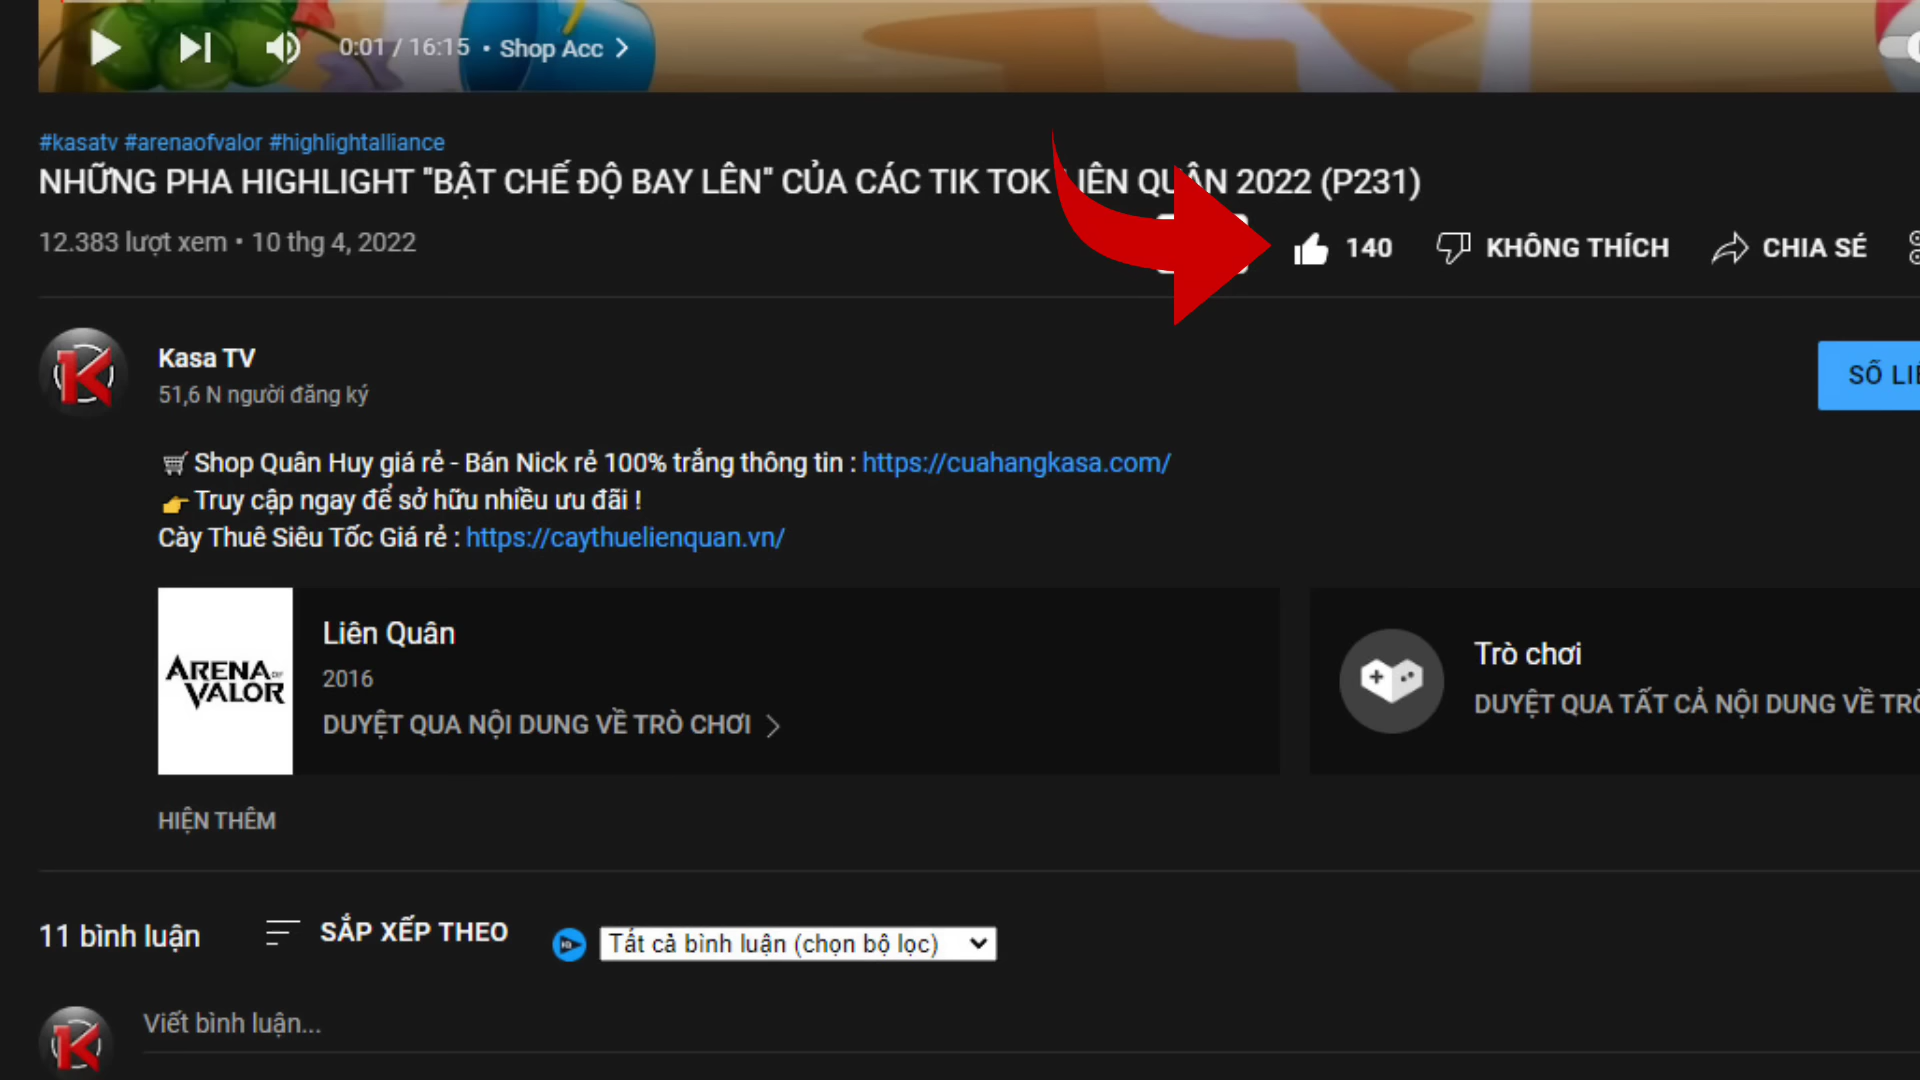 0:01 / 16:15 • Shop Acc
#kasatv #arenaofvalor #highlightalliance
NHỮNG PHA HIGHLIGHT "BẬT CHẾ ĐỘ BAY LÊN" CỦA CÁC TIK TOK LIÊN QUÂN 2022 (P231)
12.383 lượt xem • 10 thg 4, 2022
140
KHÔNG THÍCH
CHIA SẺ
Kasa TV
51,6 N người đăng ký
SỐ LIÊ
Shop Quân Huy giá rẻ - Bán Nick rẻ 100% trắng thông tin : https://cuahangkasa.com/
Truy cập ngay để sở hữu nhiều ưu đãi !
Cày Thuê Siêu Tốc Giá rẻ : https://caythuelienquan.vn/
ARENA OF
VALOR
Liên Quân
2016
DUYỆT QUA NỘI DUNG VỀ TRÒ CHƠI
Trò chơi
DUYỆT QUA TẤT CẢ NỘI DUNG VỀ TRÒ
HIỆN THÊM
11 bình luận
SẮP XẾP THEO
Tất cả bình luận (chọn bộ lọc)
Viết bình luận...